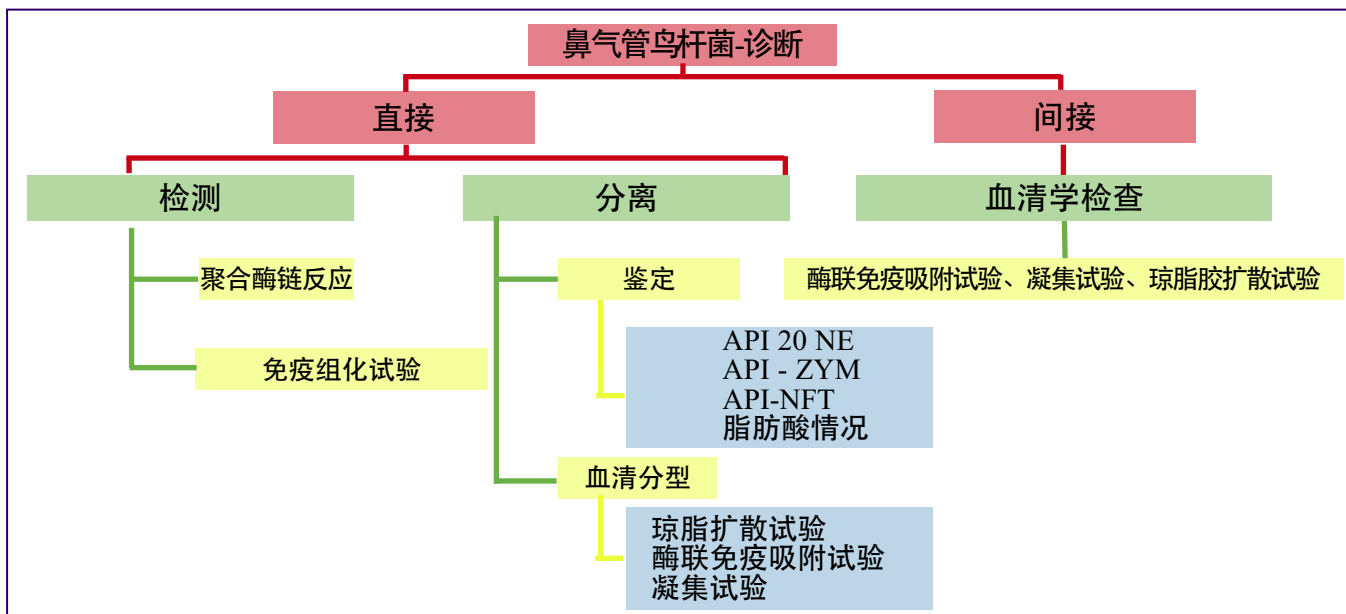 鼻气管鸟杆菌-诊断
直接
间接
检测
分离
血清学检查
聚合酶链反应
鉴定
酶联免疫吸附试验、凝集试验、琼脂胶扩散试验
免疫组化试验
API 20 NE
API - ZYM
API-NFT
脂肪酸情况
血清分型
琼脂扩散试验
酶联免疫吸附试验
凝集试验